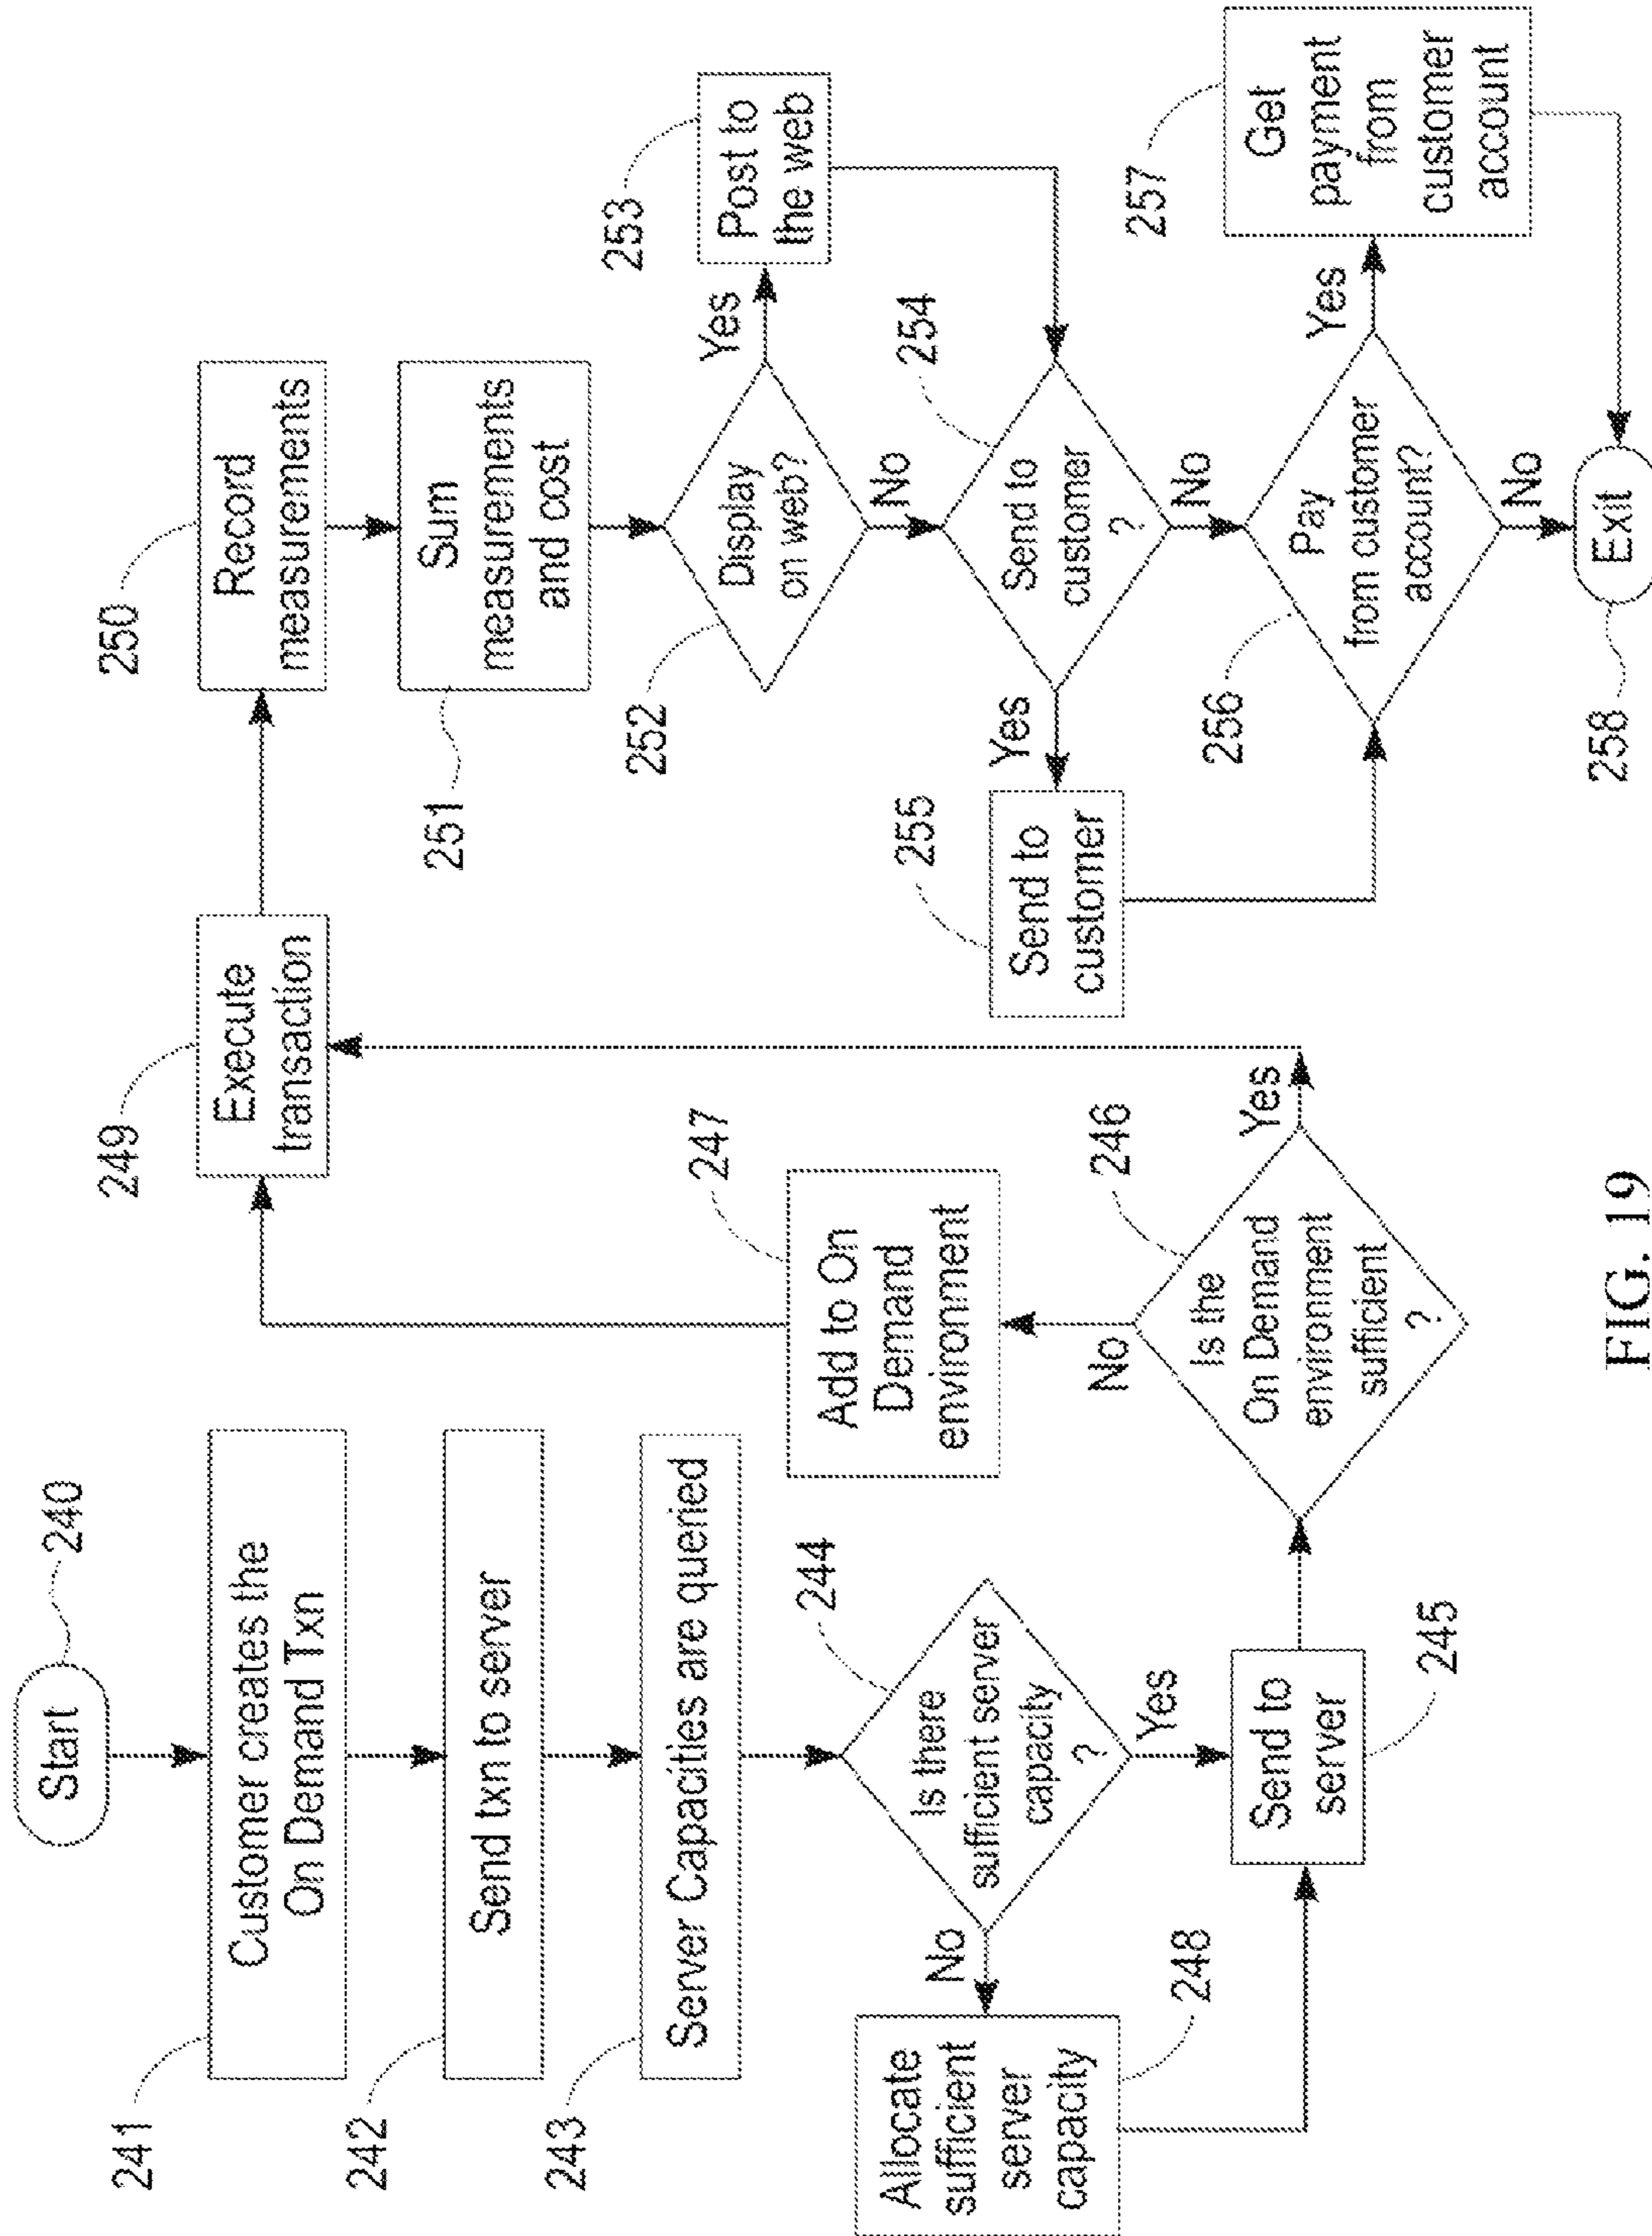 Start
240
241
Customer creates the
On Demand Txn
242
Send txn to server
243
Server Capacities are queried
244
Is there
sufficient server
capacity
?
No
Yes
Allocate
sufficient
server
capacity
248
Send to
server
245
246
Is the
On Demand
environment
sufficient
?
No
Yes
247
Add to On
Demand
environment
249
Execute
transaction
250
Record
measurements
251
Sum
measurements
and cost
252
Display
on web?
Yes
No
253
Post to
the web
254
Send to
customer
?
Yes
No
255
Send to
customer
256
Pay
from customer
account?
Yes
No
257
Get
payment
from
customer
account
258
Exit
FIG. 19